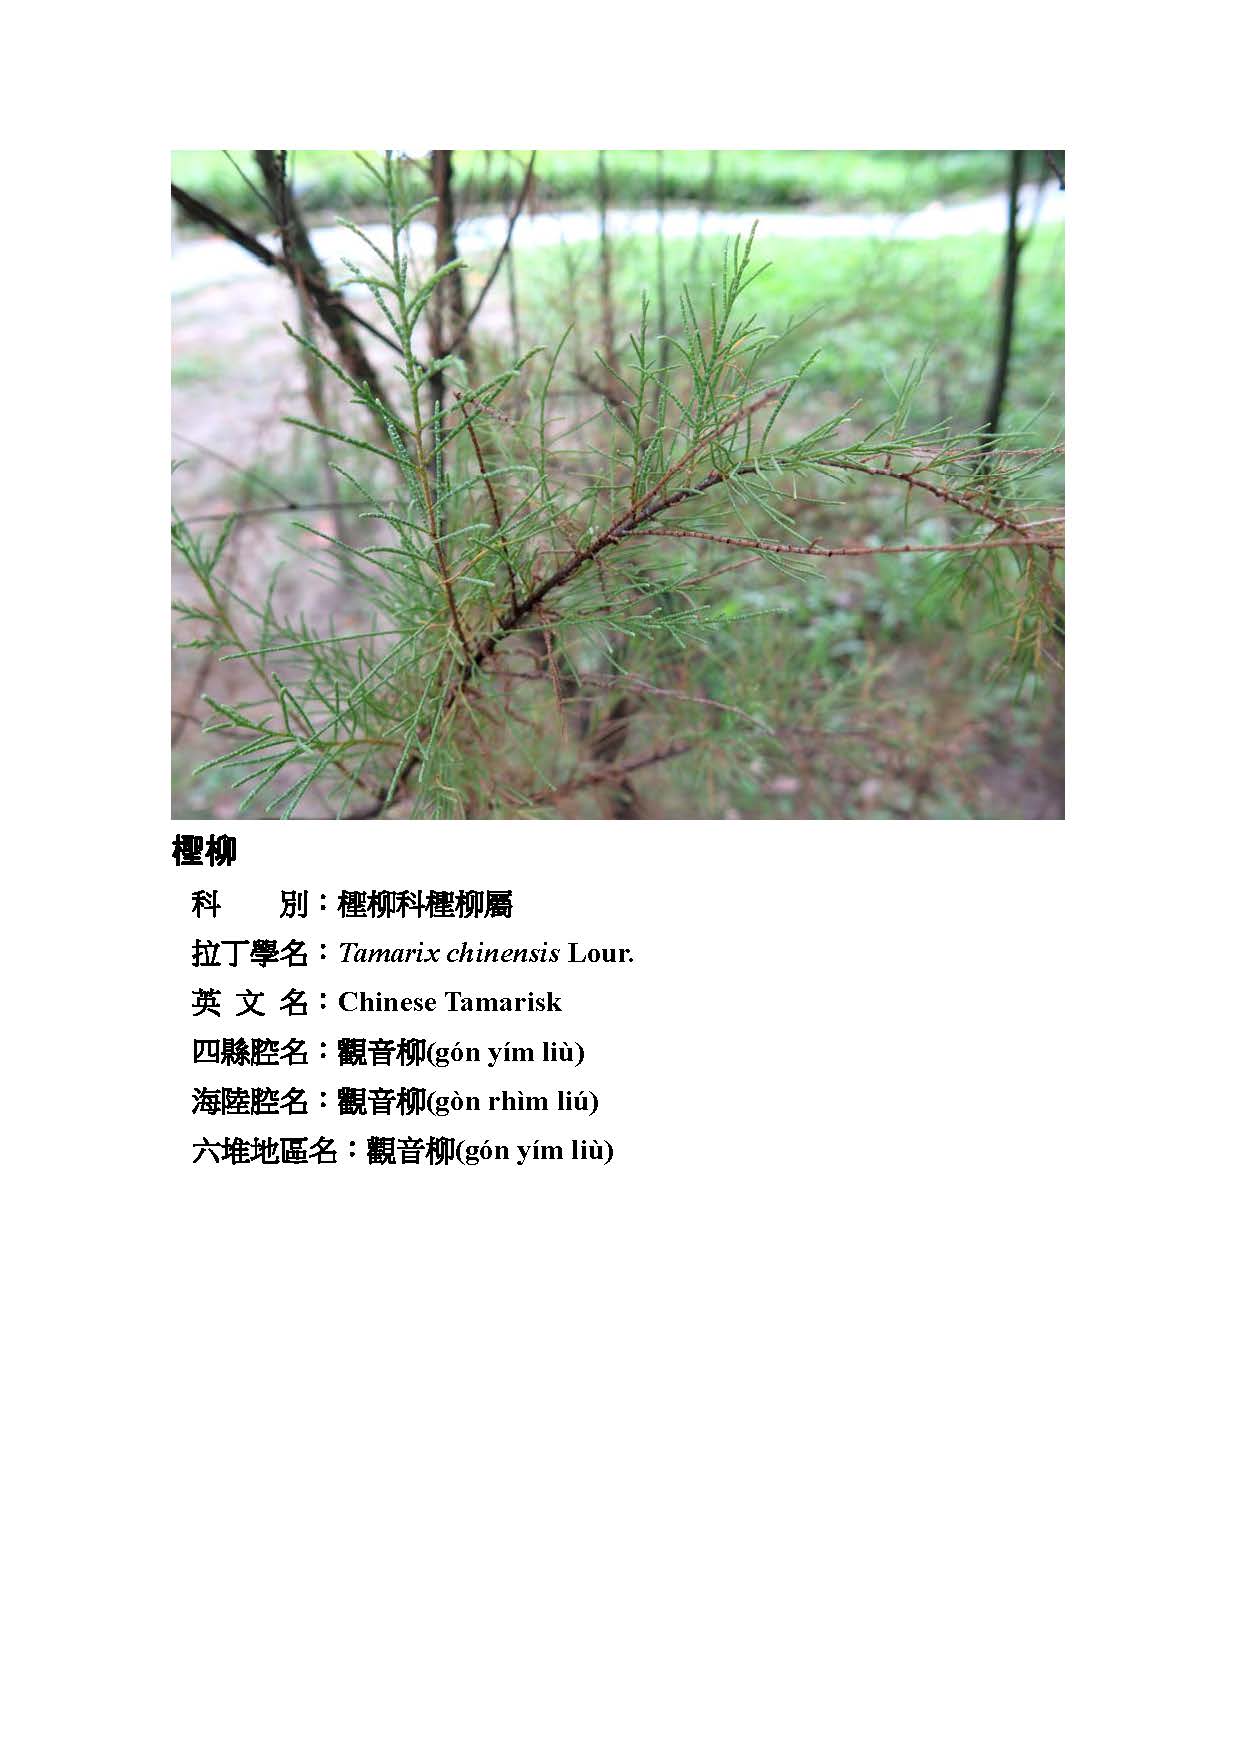 檉柳
科　　別：檉柳科檉柳屬
拉丁學名：Tamarix chinensis Lour.
英 文 名：Chinese Tamarisk
四縣腔名：觀音柳(gón yím liù)
海陸腔名：觀音柳(gòn rhìm liú)
六堆地區名：觀音柳(gón yím liù)